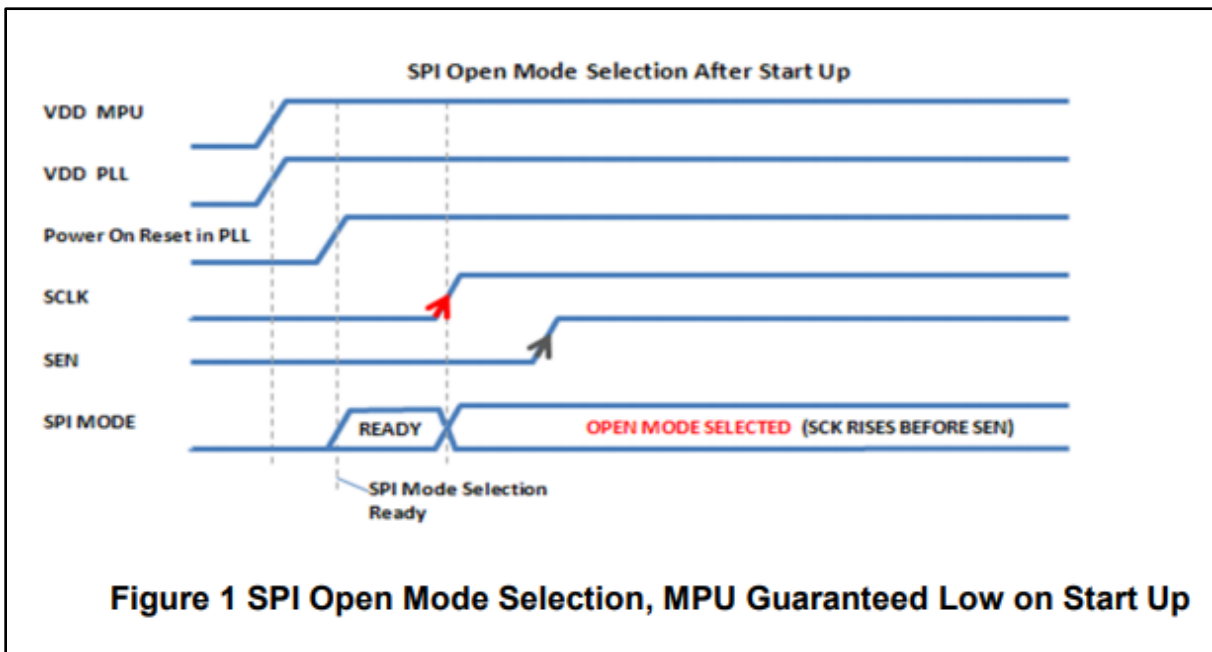 SPI Open Mode Selection After Start Up
VDD MPU
VDD PLL
Power On Reset in PLL
SCLK
SEN
SPI MODE
READY
OPEN MODE SELECTED (SCK RISES BEFORE SEN)
SPI Mode Selection
Ready
Figure 1 SPI Open Mode Selection, MPU Guaranteed Low on Start Up